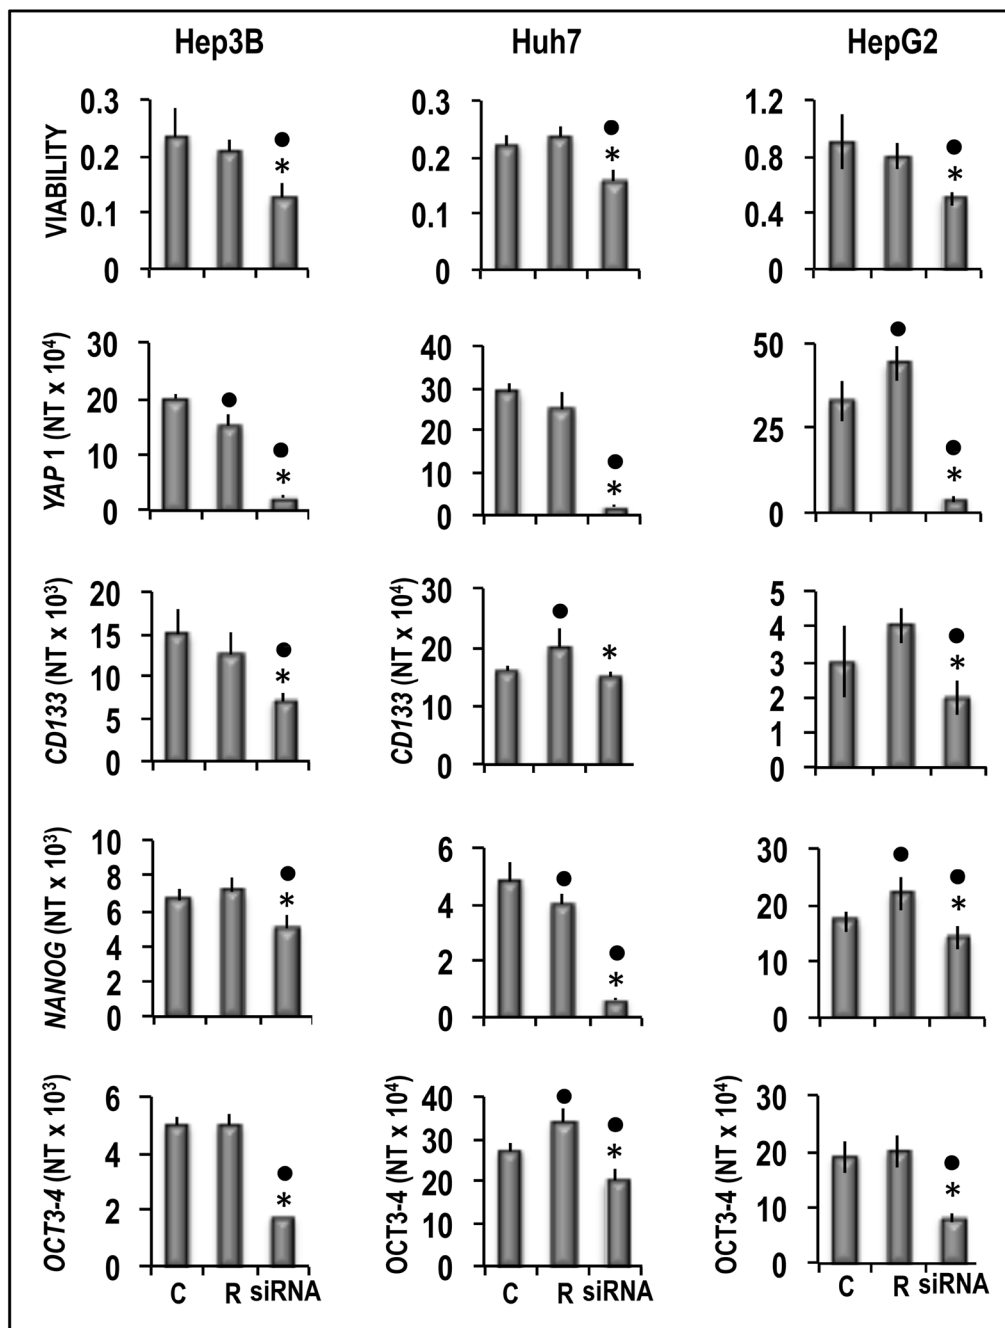 Hep3B Huh7 HepG2
VIABILITY
0.3 0.2 0.1 0
0.3 0.2 0.1 0
1.2 0.8 0.4 0
● * ● * ● *
YAP 1 (NT x 10⁴)
30 20 10 0
40 30 20 10 0
50 25 0
● ● * ● * ● ● *
CD133 (NT x 10³)
20 15 10 5 0
CD133 (NT x 10⁴)
30 20 10 0
5 4 3 2 1 0
● * ● * ● *
NANOG (NT x 10³)
10 8 6 4 2 0
6 4 2 0
30 20 10 0
● * ● ● * ● ● *
OCT3-4 (NT x 10³)
6 4 2 0
OCT3-4 (NT x 10⁴)
40 30 20 10 0
OCT3-4 (NT x 10⁴)
30 20 10 0
● * ● ● * ● *
C R siRNA C R siRNA C R siRNA